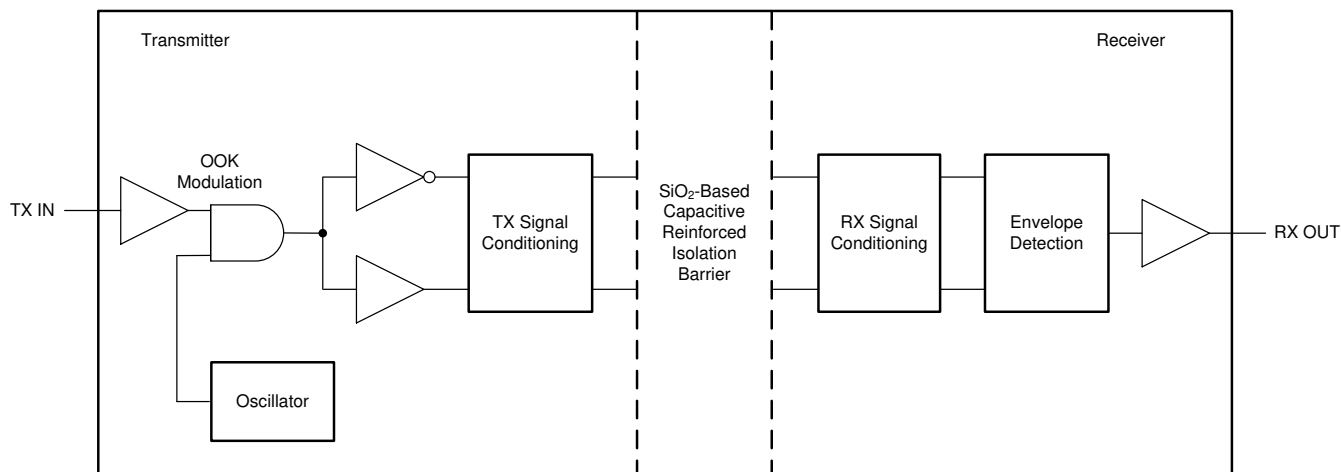 Transmitter
Receiver
OOK
Modulation
TX IN
TX Signal
Conditioning
SiO₂-Based
Capacitive
Reinforced
Isolation
Barrier
RX Signal
Conditioning
Envelope
Detection
RX OUT
Oscillator